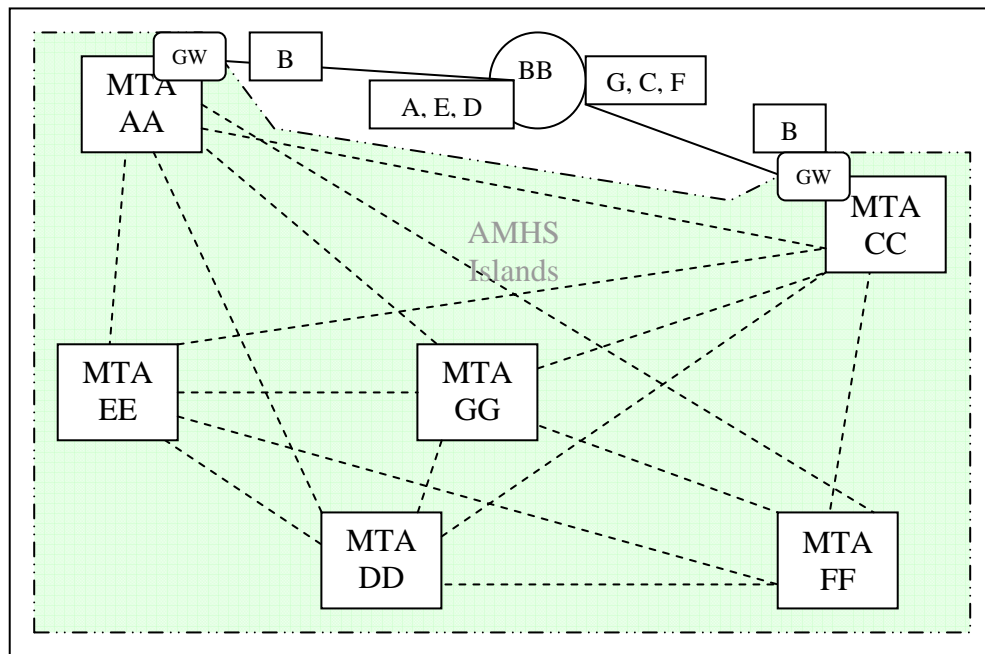 GW
B
BB
G, C, F
A, E, D
MTA
AA
B
GW
MTA
CC
AMHS
Islands
MTA
EE
MTA
GG
MTA
DD
MTA
FF